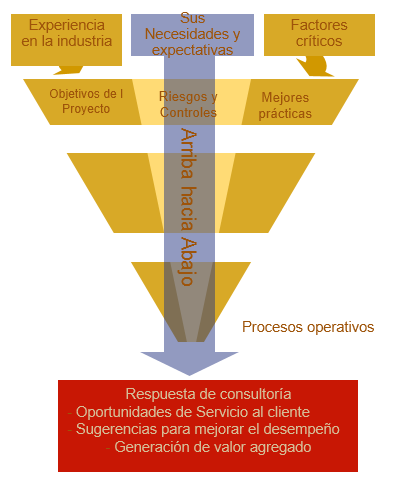 Experiencia
en la industria
Sus
Necesidades y
expectativas
Factores
críticos
Objetivos de l
Proyecto
Riesgos y
Controles
Mejores
prácticas
Arriba hacia Abajo
Procesos operativos
Respuesta de consultoría
- Oportunidades de Servicio al cliente
- Sugerencias para mejorar el desempeño
- Generación de valor agregado